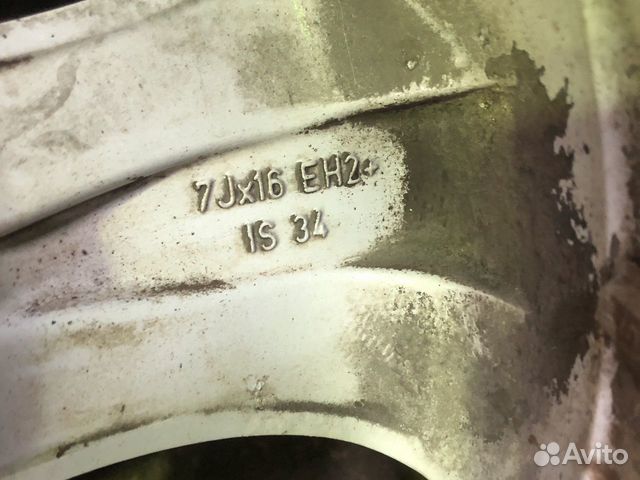 7Jx16 EH2+
IS 34
Avito